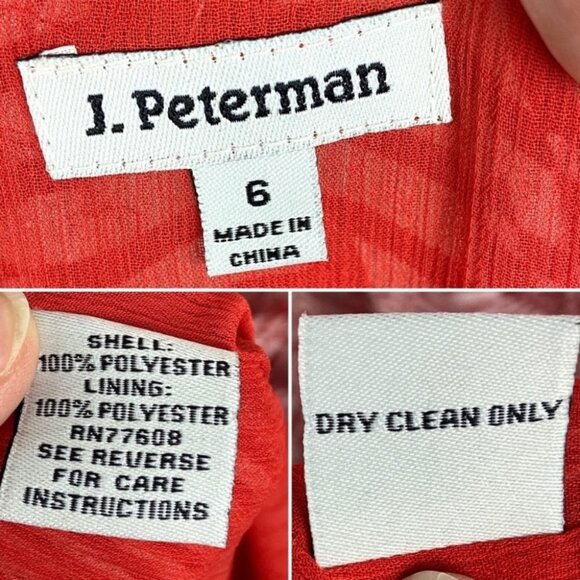 J. Peterman
6
MADE IN
CHINA
SHELL:
100% POLYESTER
LINING:
100% POLYESTER
RN77608
SEE REVERSE
FOR CARE
INSTRUCTIONS
DRY CLEAN ONLY